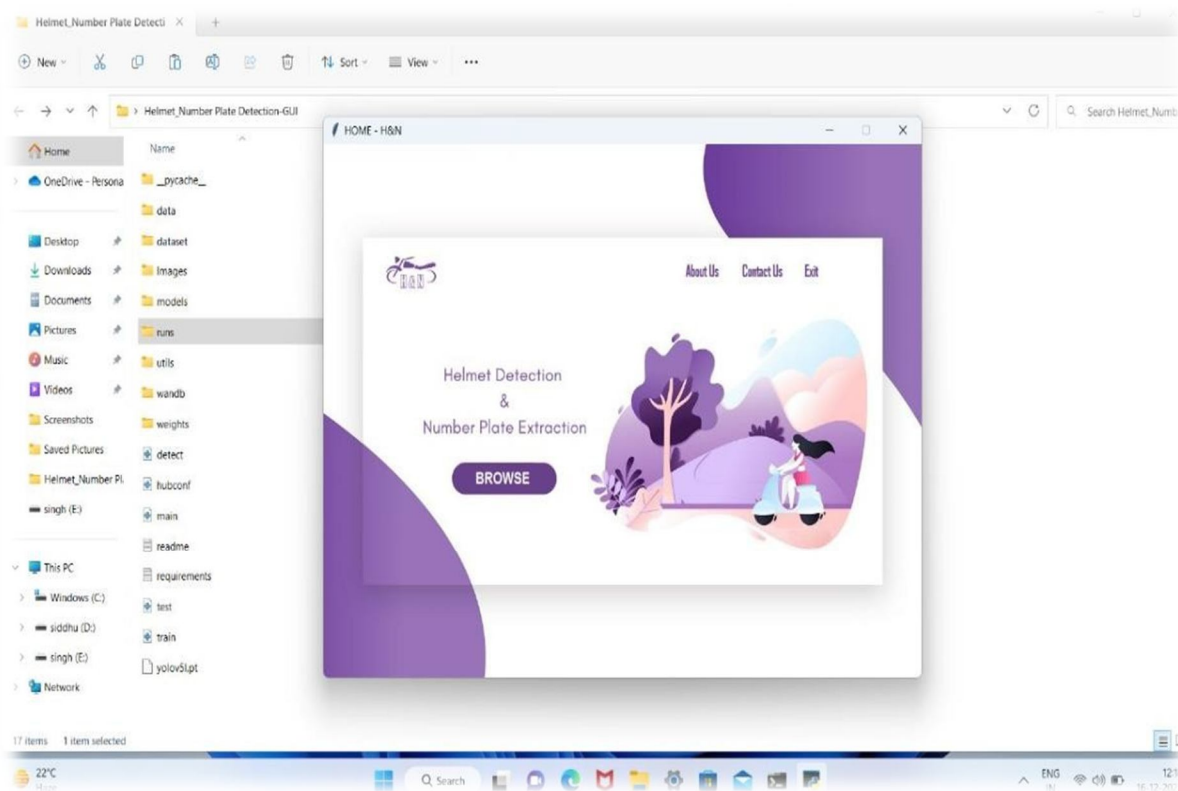 Helmet_Number Plate Detecti
New
Sort
View
Helmet_Number Plate Detection-GUI
Search Helmet_Numb
Home
OneDrive - Persona
Desktop
Downloads
Documents
Pictures
Music
Videos
Screenshots
Saved Pictures
Helmet_Number Pl
singh (E:)
This PC
Windows (C:)
siddhu (D:)
singh (E:)
Network
Name
__pycache__
data
dataset
Images
models
runs
utils
wandb
weights
detect
hubconf
main
readme
requirements
test
train
yolov5l.pt
HOME - H&N
H&N
About Us Contact Us Exit
Helmet Detection
&
Number Plate Extraction
BROWSE
17 items 1 item selected
22°C
Haze
Search
ENG
IN